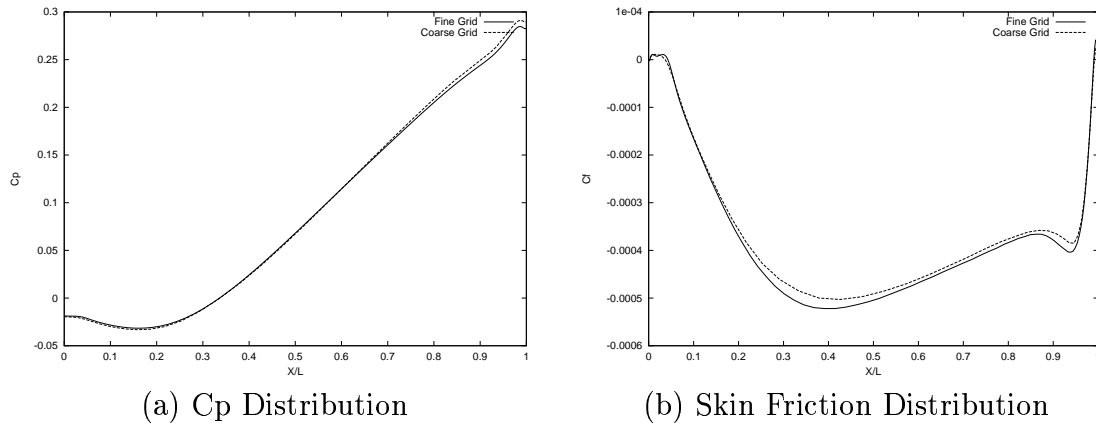 0.3
0.25
0.2
0.15
0.1
0.05
0
-0.05
Cp
Fine Grid
Coarse Grid
0 0.1 0.2 0.3 0.4 0.5 0.6 0.7 0.8 0.9 1
X/L
(a) Cp Distribution
1e-04
0
-0.0001
-0.0002
-0.0003
-0.0004
-0.0005
-0.0006
Cf
Fine Grid
Coarse Grid
0 0.1 0.2 0.3 0.4 0.5 0.6 0.7 0.8 0.9 1
X/L
(b) Skin Friction Distribution